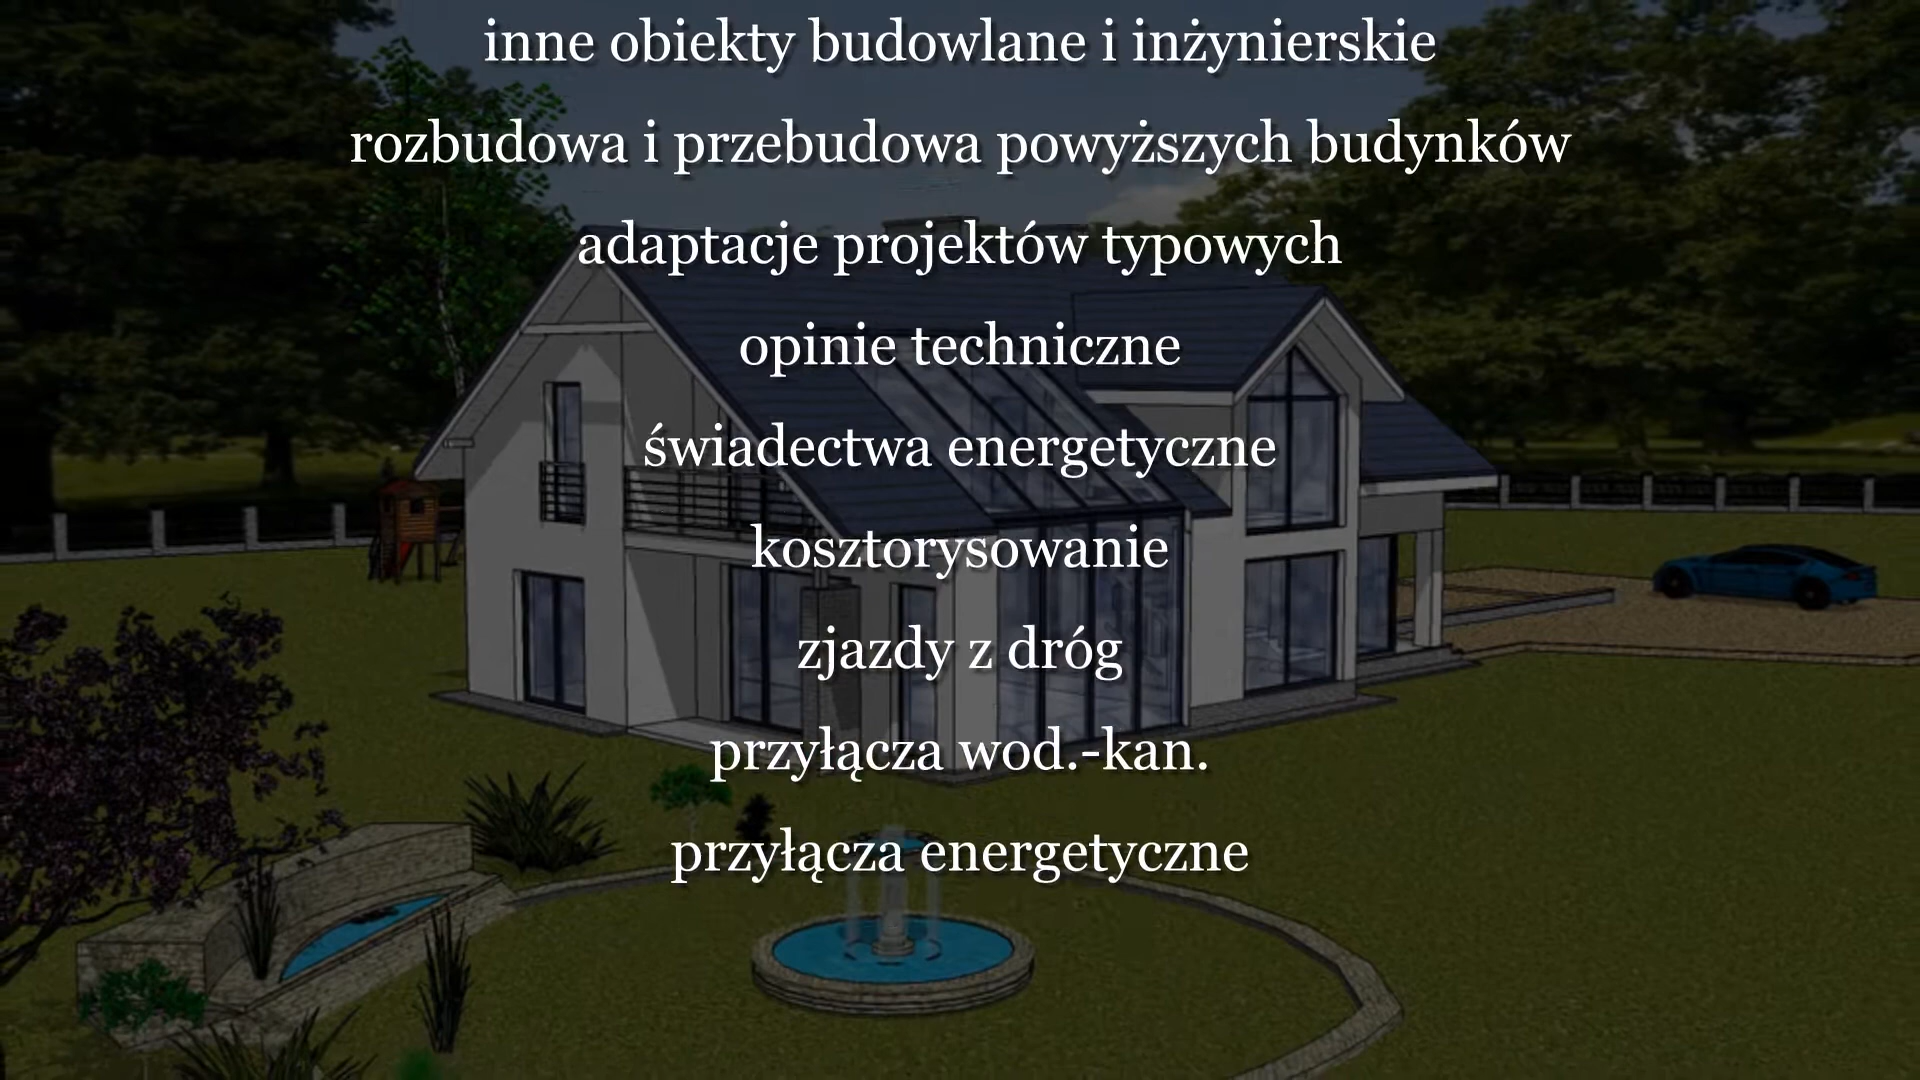 inne obiekty budowlane i inżynierskie
rozbudowa i przebudowa powyższych budynków
adaptacje projektów typowych
opinie techniczne
świadectwa energetyczne
kosztorysowanie
zjazdy z dróg
przyłącza wod.-kan.
przyłącza energetyczne